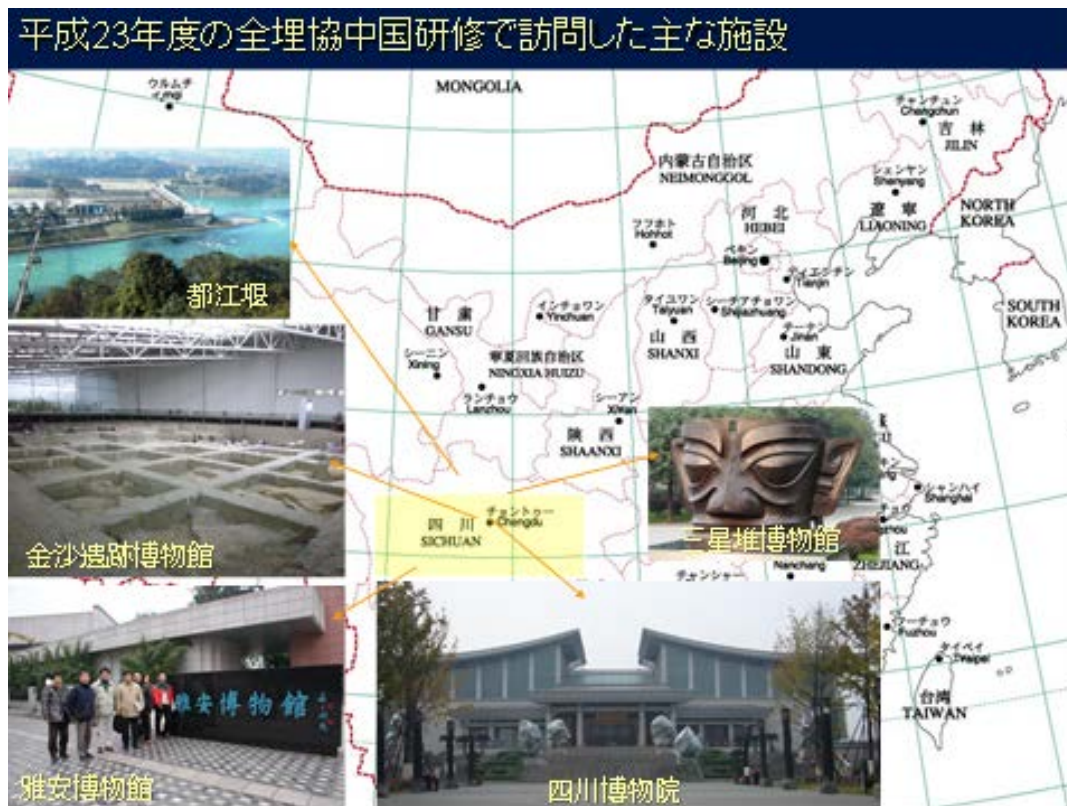 平成23年度の全埋協中国研修で訪問した主な施設
ウルムチ
MONGOLIA
チャンチュン
Changchun
吉林
JILIN
内蒙古自治区
NEIMONGGOL
シェンヤン
Shenyang
遼寧
LIAONING
NORTH
KOREA
河北
HEBEI
フフホト
Hohhot
ペキン
Beijing
ティエンチン
Tianjin
都江堰
甘粛
GANSU
インチョワン
Yinchuan
タイユワン
Taiyuan
シーチアチョワン
Shijiazhuang
SOUTH
KOREA
山西
SHANXI
チーナン
Jinan
山東
SHANDONG
シーニン
Xining
寧夏回族自治区
NINGXIA HUIZU
ランチョウ
Lanzhou
シーアン
Xi'an
陝西
SHAANXI
シャンハイ
Shanghai
四川
SICHUAN
チョントゥー
Chengdu
三星堆博物館
江
ZHEJIANG
金沙遺跡博物館
チャンシャー
Nanchang
フーチョウ
Fuzhou
タイペイ
Taipei
台湾
TAIWAN
雅安博物館
雅安博物館
四川博物院